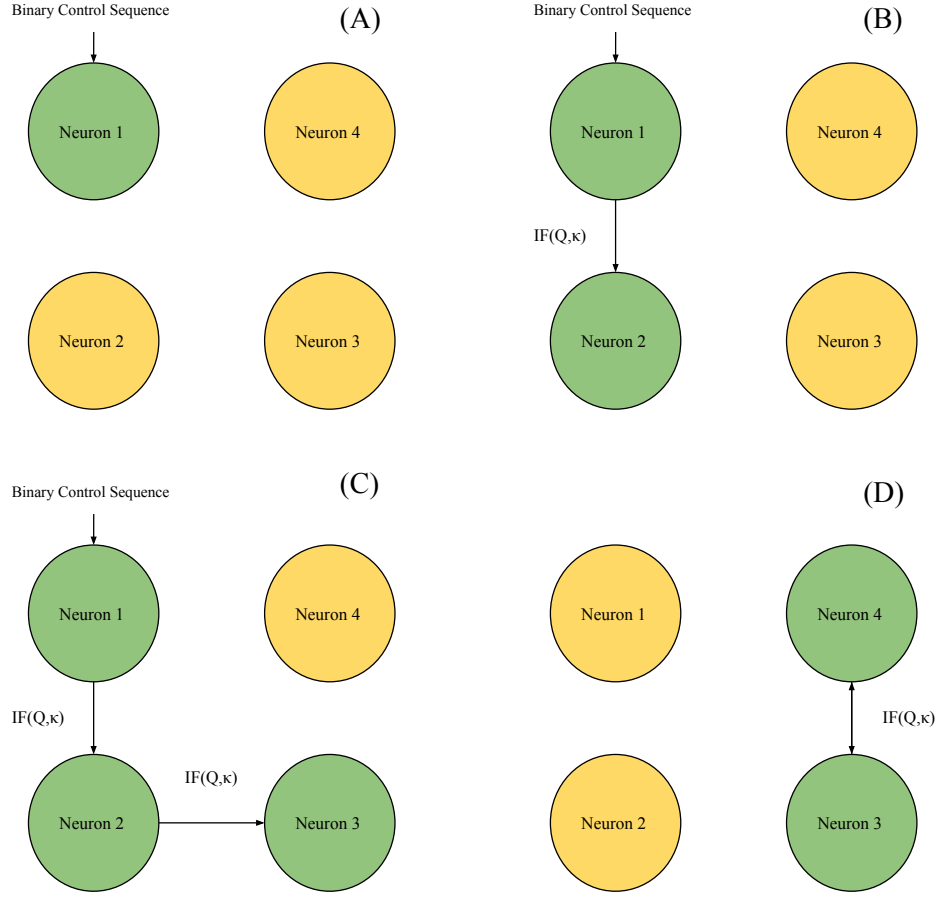 Binary Control Sequence
(A)
Neuron 1
Neuron 4
Neuron 2
Neuron 3
Binary Control Sequence
(B)
Neuron 1
Neuron 4
IF(Q,κ)
Neuron 2
Neuron 3
Binary Control Sequence
(C)
Neuron 1
Neuron 4
IF(Q,κ)
IF(Q,κ)
Neuron 2
Neuron 3
(D)
Neuron 1
Neuron 4
IF(Q,κ)
Neuron 2
Neuron 3